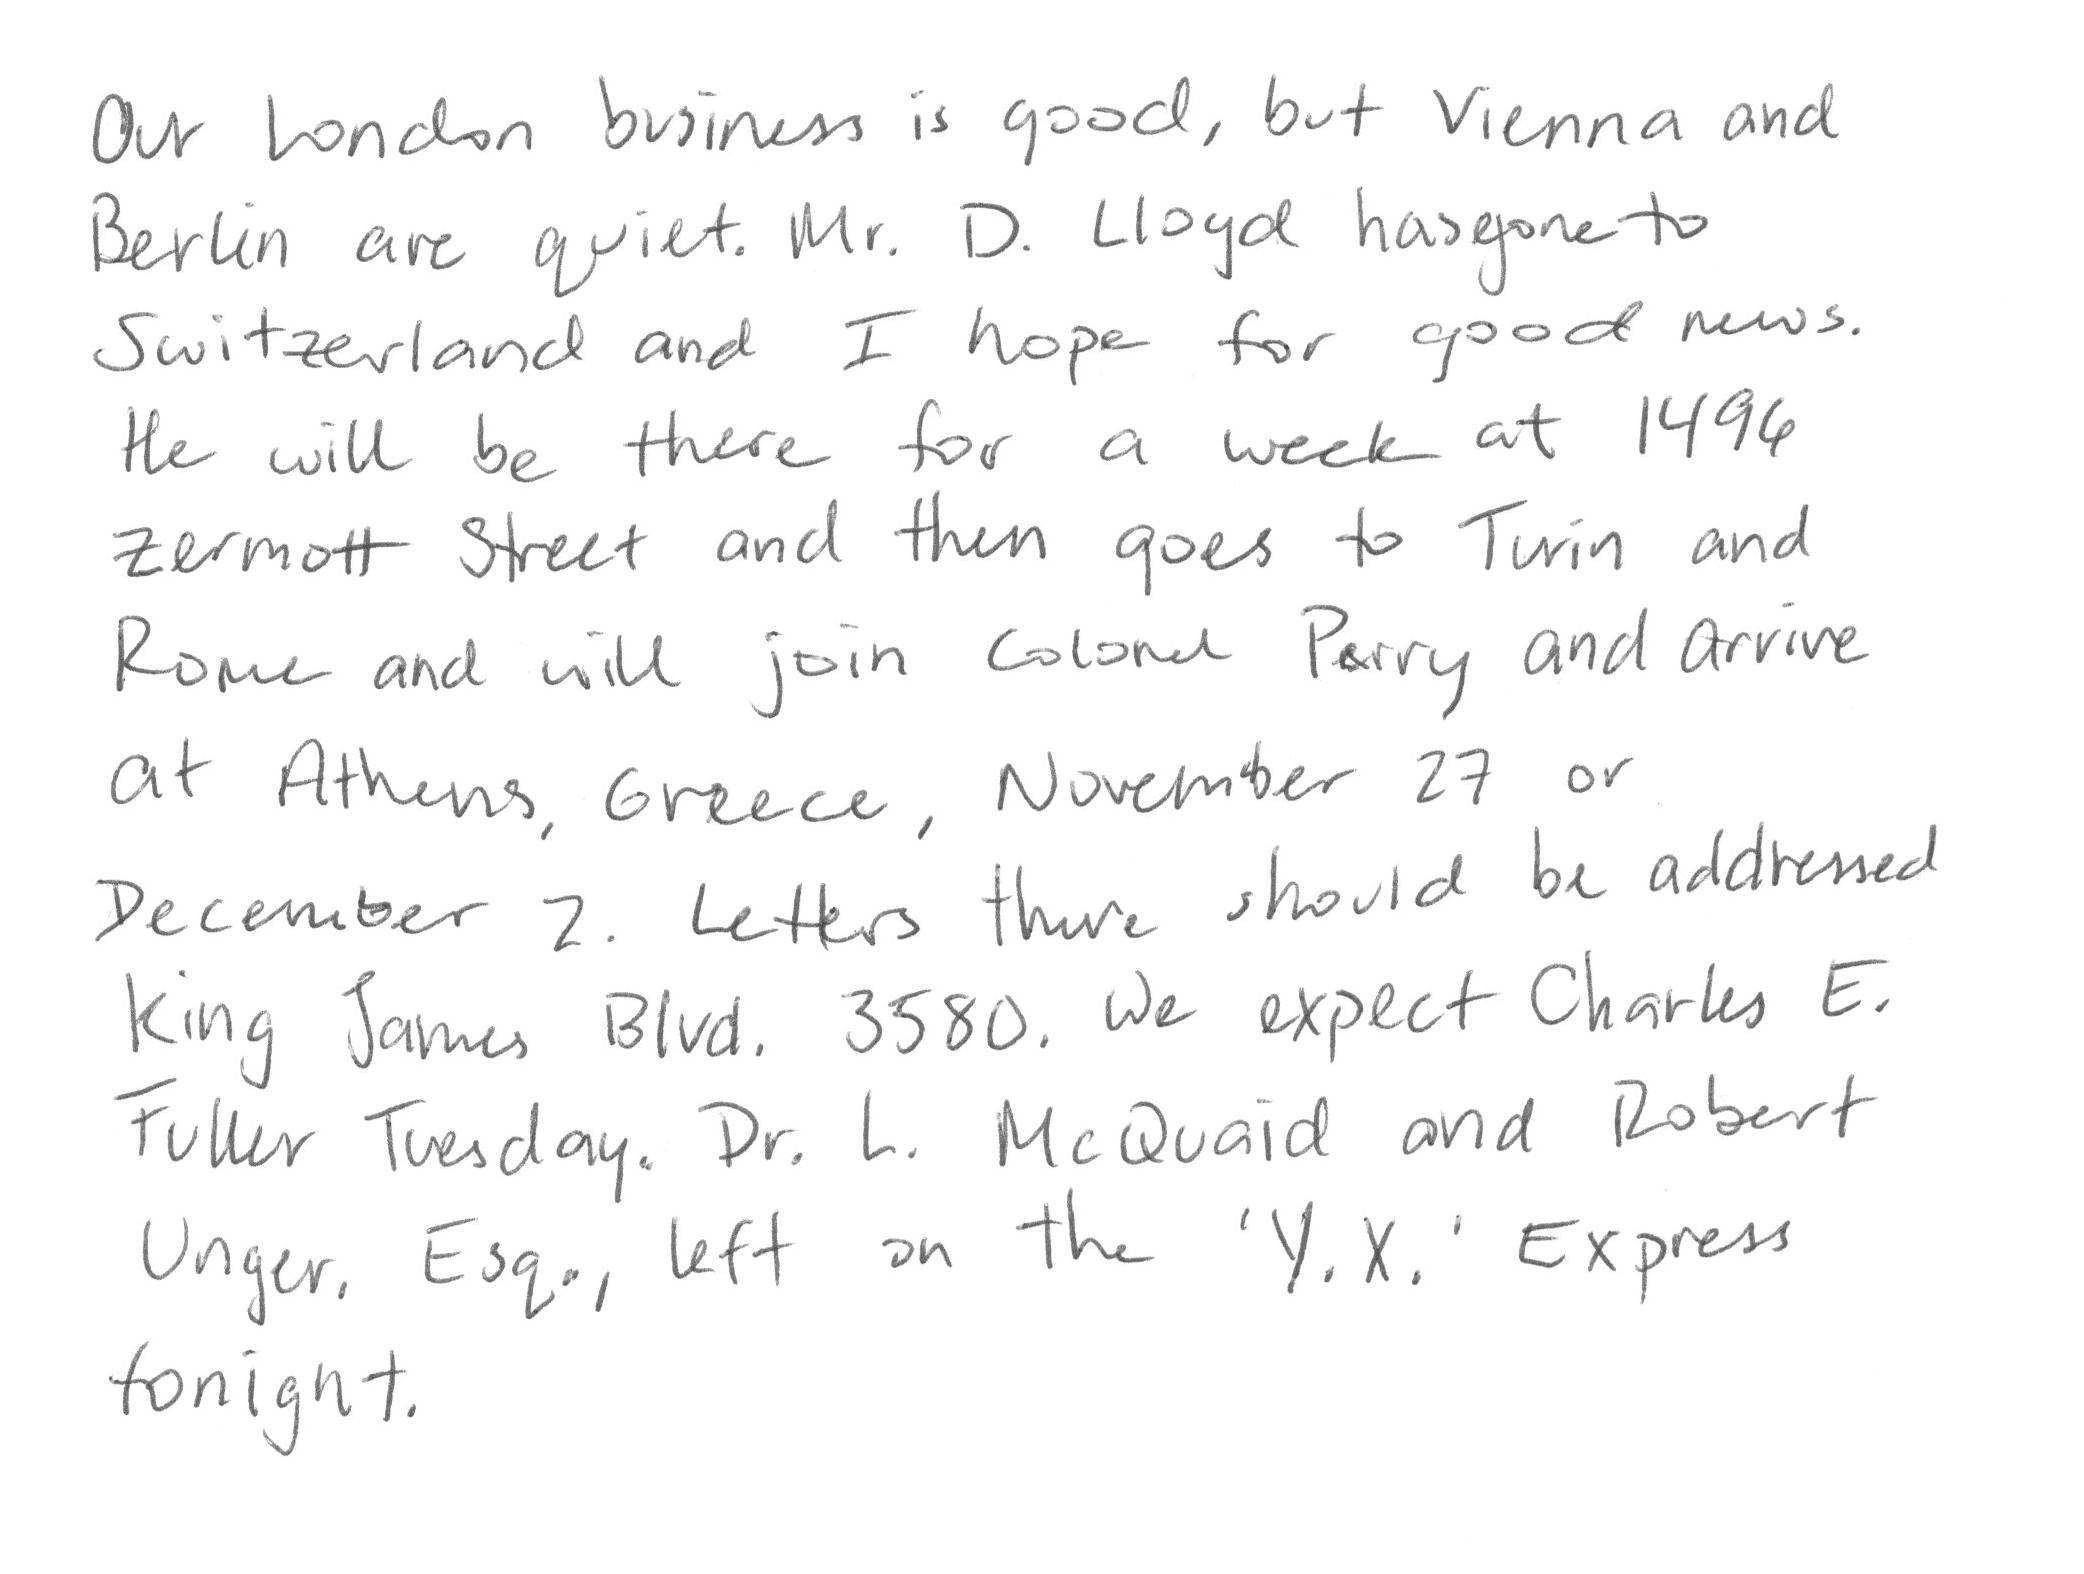 Our London business is good, but Vienna and
Berlin are quiet. Mr. D. Lloyd has gone to
Switzerland and I hope for good news.
He will be there for a week at 1496
Zermott Street and then goes to Turin and
Rome and will join Colonel Parry and arrive
at Athens, Greece, November 27 or
December 2. Letters there should be addressed
King James Blvd. 3580. We expect Charles E.
Fuller Tuesday. Dr. L. McQuaid and Robert
Unger, Esq., left on the 'Y.X.' Express
tonight.